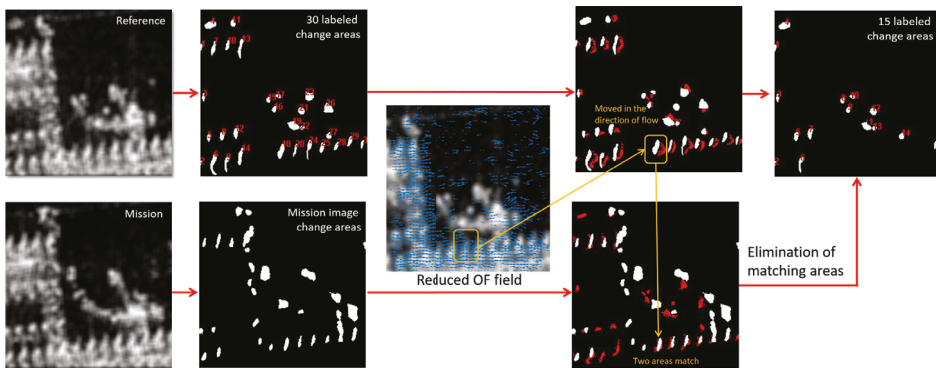 Reference
30 labeled
change areas
Moved in the
direction of flow
15 labeled
change areas
Mission
Mission image
change areas
Reduced OF field
Elimination of
matching areas
Two areas match